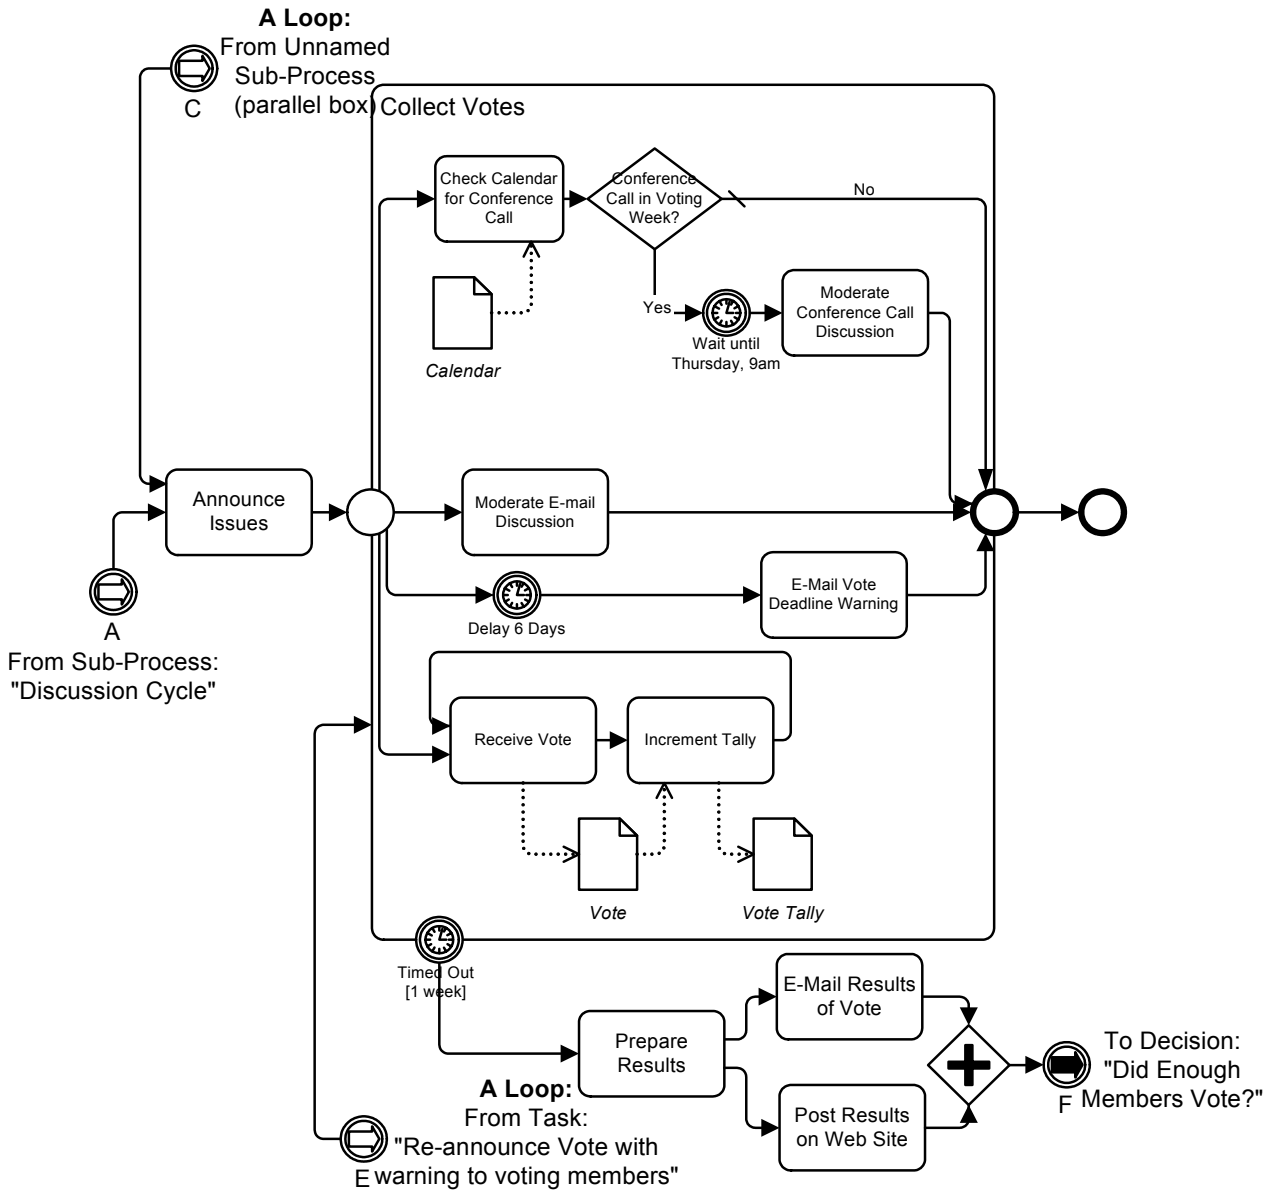 A Loop:
From Unnamed
Sub-Process
(parallel box)
C
Collect Votes
Check Calendar
for Conference
Call
Conference
Call in Voting
Week?
No
Yes
Calendar
Wait until
Thursday, 9am
Moderate
Conference Call
Discussion
Announce
Issues
Moderate E-mail
Discussion
A
From Sub-Process:
"Discussion Cycle"
Delay 6 Days
E-Mail Vote
Deadline Warning
Receive Vote
Increment Tally
Vote
Vote Tally
Timed Out
[1 week]
Prepare
Results
E-Mail Results
of Vote
Post Results
on Web Site
To Decision:
"Did Enough
Members Vote?"
F
A Loop:
From Task:
"Re-announce Vote with
warning to voting members"
E